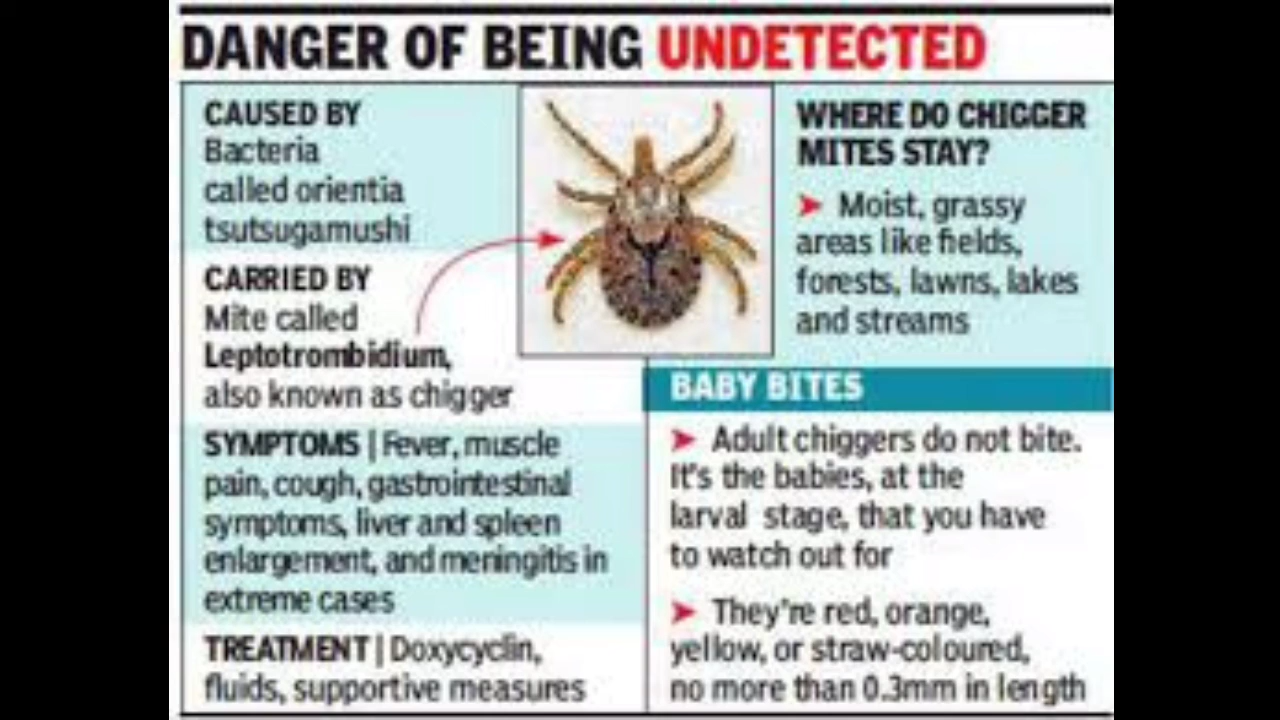 DANGER OF BEING UNDETECTED
CAUSED BY
Bacteria
called orientia
tsutsugamushi
CARRIED BY
Mite called
Leptotrombidium,
also known as chigger
SYMPTOMS | Fever, muscle
pain, cough, gastrointestinal
symptoms, liver and spleen
enlargement, and meningitis in
extreme cases
TREATMENT | Doxycyclin,
fluids, supportive measures
WHERE DO CHIGGER
MITES STAY?
➤ Moist, grassy
areas like fields,
forests, lawns, lakes
and streams
BABY BITES
➤ Adult chiggers do not bite.
It's the babies, at the
larval stage, that you have
to watch out for
➤ They're red, orange,
yellow, or straw-coloured,
no more than 0.3mm in length